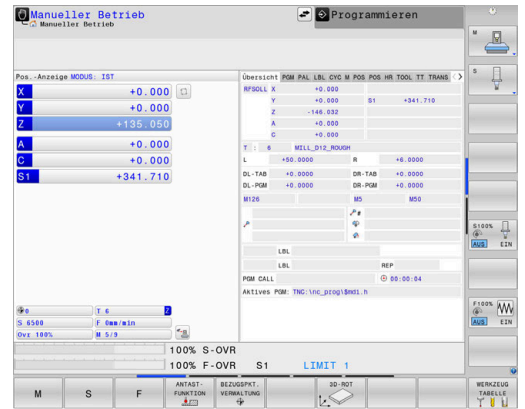 Manueller Betrieb
Manueller Betrieb
Programmieren
Pos.-Anzeige MODUS: IST
X +0.000
Y +0.000
Z +135.050
A +0.000
C +0.000
S1 +341.710
0 T 6 Z
S 6500 F 0mm/min
Ovr 100% M 5/9
Übersicht PGM PAL LBL CYC M POS POS HR TOOL TT TRANS
RFSOLL X +0.000
Y +0.000 S1 +341.710
Z -146.032
A +0.000
C +0.000
T : 6 MILL_D12_ROUGH
L +50.0000 R +6.0000
DL-TAB +0.0000 DR-TAB +0.0000
DL-PGM +0.0000 DR-PGM +0.0000
M126 M5 M50
P #
P
LBL
LBL REP
PGM CALL 00:00:04
Aktives PGM: TNC:\nc_prog\$mdi.h
100% S-OVR
100% F-OVR S1 LIMIT 1
M
S
F
ANTAST-
FUNKTION
BEZUGSPKT.
VERWALTUNG
3D-ROT
WERKZEUG
TABELLE
M
S
S100%
AUS EIN
F100%
AUS EIN